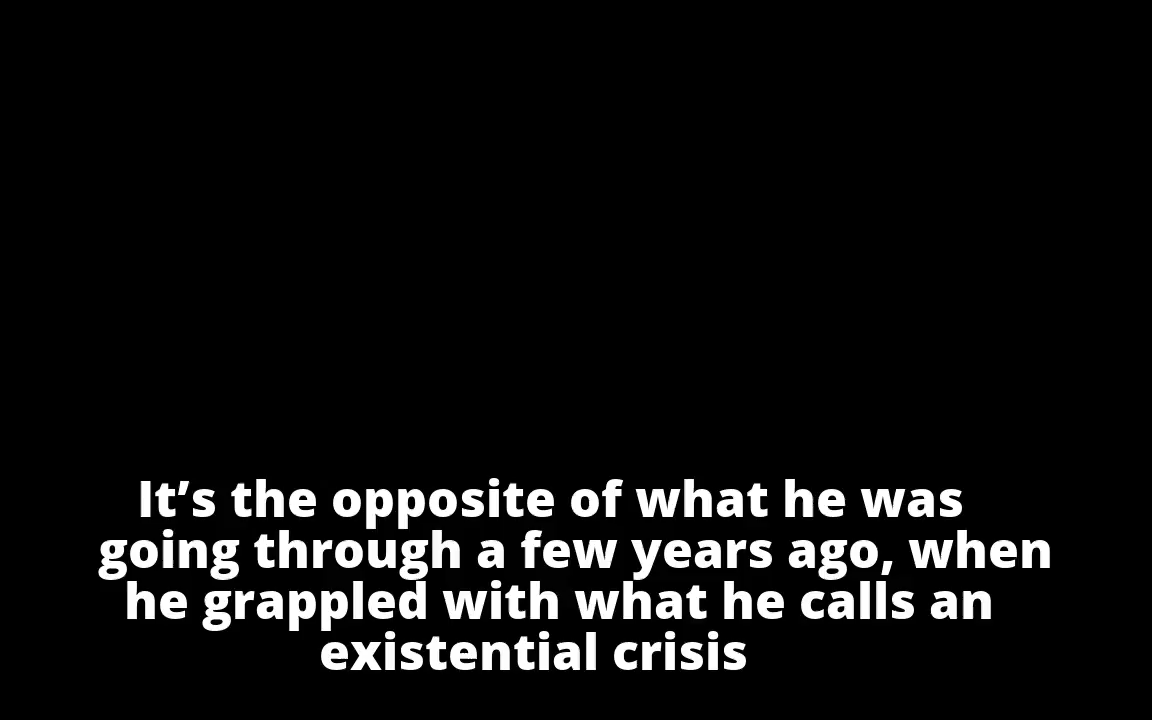 It’s the opposite of what he was
going through a few years ago, when
he grappled with what he calls an
existential crisis